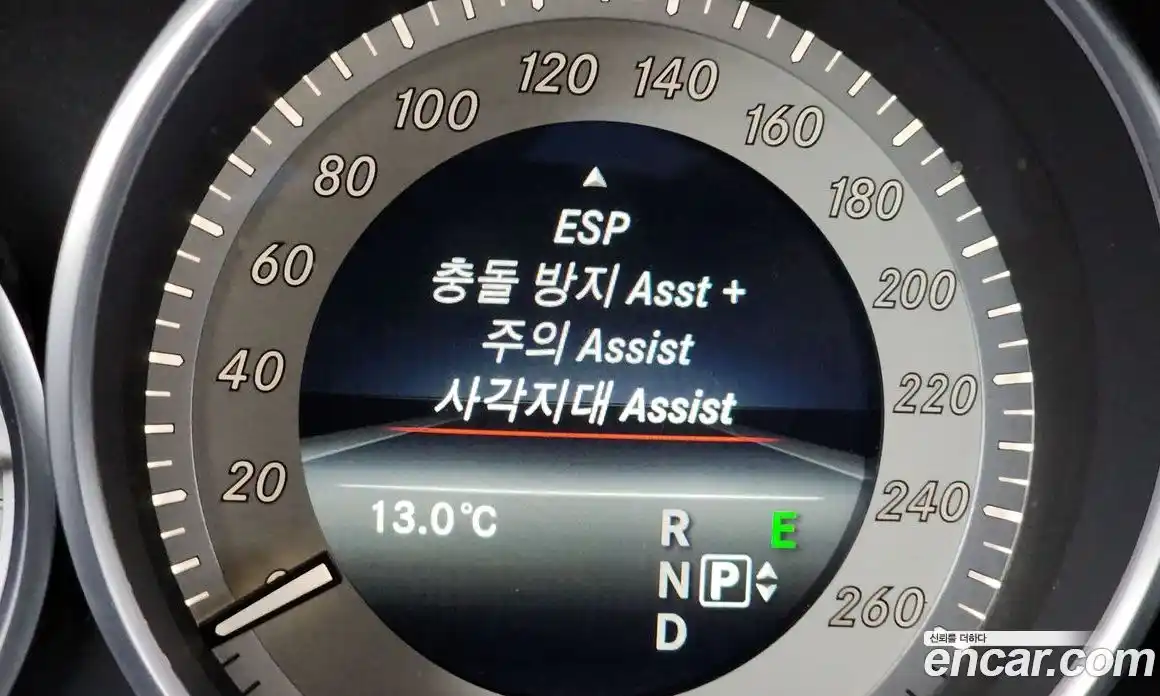 120 140
100 160
80 180
60 200
40 220
20 240
260
ESP
충돌 방지 Asst +
주의 Assist
사각지대 Assist
13.0°C
R E
N P
D
신뢰를 더하다
encar.com